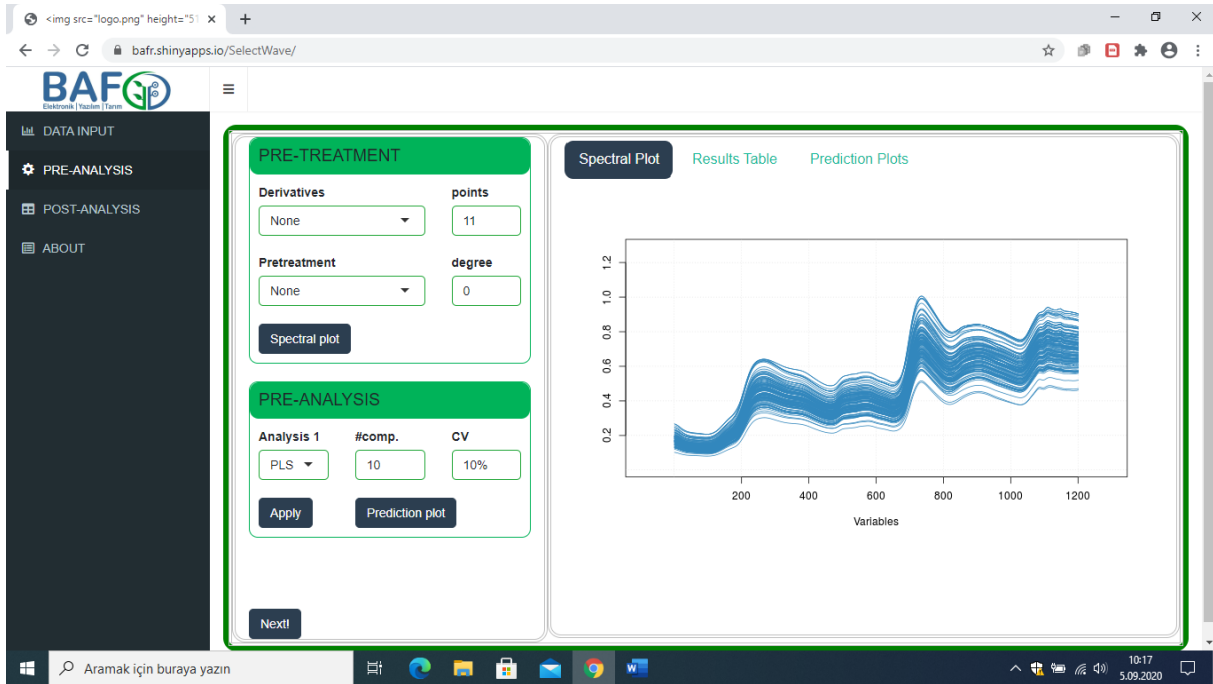 <img src="logo.png" height="51
bafr.shinyapps.io/SelectWave/
BAFR
Elektronik | Yazılım | Tarım
DATA INPUT
PRE-ANALYSIS
POST-ANALYSIS
ABOUT
PRE-TREATMENT
Derivatives points
None 11
Pretreatment degree
None 0
Spectral plot
PRE-ANALYSIS
Analysis 1 #comp. CV
PLS 10 10%
Apply Prediction plot
Next!
Spectral Plot Results Table Prediction Plots
1.2
1.0
0.8
0.6
0.4
0.2
200 400 600 800 1000 1200
Variables
Aramak için buraya yazın
W
10:17
5.09.2020